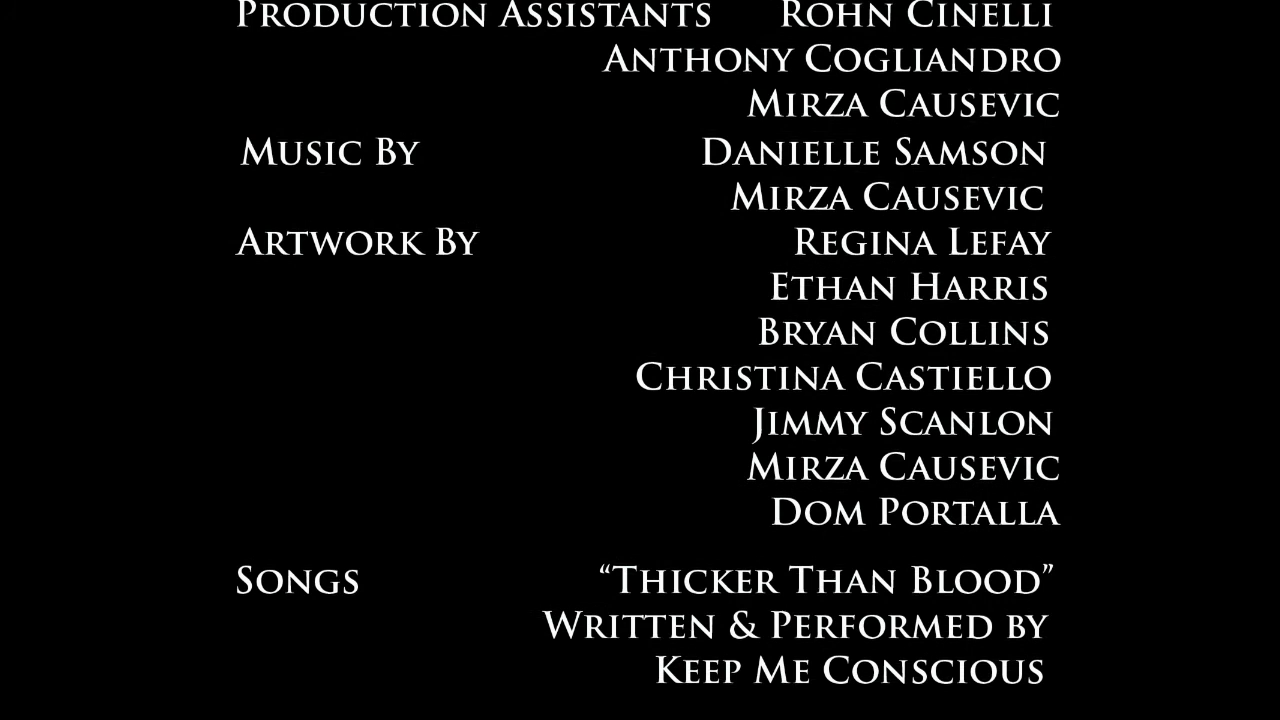 Production Assistants Rohn Cinelli
Anthony Cogliandro
Mirza Causevic
Music By Danielle Samson
Mirza Causevic
Artwork By Regina Lefay
Ethan Harris
Bryan Collins
Christina Castiello
Jimmy Scanlon
Mirza Causevic
Dom Portalla
Songs “Thicker Than Blood”
Written & Performed by
Keep Me Conscious